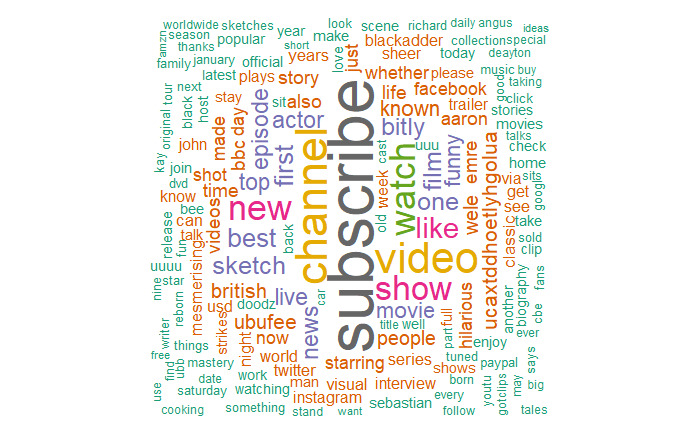 worldwide sketches year look scene richard daily angus ideas
amzn season popular make blackadder collection special
thanks short love just sheer today deayton
family january official years whether please music buy
latest plays story life facebook good taking
next stay sit also known trailer click
original tour black host day episode actor bitly aaron stories
kay john made bbc first uuu cast film funny emre movies
join shot top channel subscribe watch talks check
dvd time week one wele via home
know bee new old like get sits google
release can videos best back see take
fun talk sketch video classic sold
uuuu mesmerising british live car show ucaxtddhoetlyhgolua clip
star usd doodz movie hilarious another biography fans
nine reborn strikes ubufee news title well part full cbe
writer now people enjoy ever
free things night world starring series tuned paypal says
find ubb mastery twitter shows youtu
use date work man visual interview born gotclips may big
saturday watching instagram sebastian every
cooking something stand want follow tales